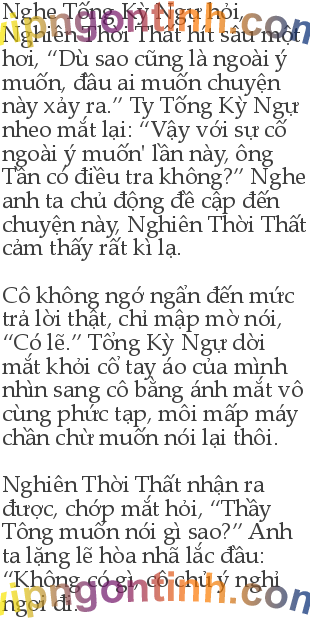 Nghe Tống Kỳ Ngự hỏi,
Nghiên Thời Thất hít sâu một
hơi, “Dù sao cũng là ngoài ý
muốn, đâu ai muốn chuyện
này xảy ra.” Ty Tống Kỳ Ngự
nheo mắt lại: “Vậy với sự cố
ngoài ý muốn' lần này, ông
Tần có điều tra không?” Nghe
anh ta chủ động đề cập đến
chuyện này, Nghiên Thời Thất
cảm thấy rất kì lạ.
Cô không ngớ ngẩn đến mức
trả lời thật, chỉ mập mờ nói,
“Có lẽ.” Tống Kỳ Ngự dời
mắt khỏi cổ tay áo của mình
nhìn sang cô bằng ánh mắt vô
cùng phức tạp, môi mấp máy
chần chừ muốn nói lại thôi.
Nghiên Thời Thất nhận ra
được, chớp mắt hỏi, “Thầy
Tống muốn nói gì sao?” Anh
ta lặng lẽ hòa nhã lắc đầu:
“Không có gì, cô chủ ý nghỉ
ngơi đi.
vipngontinh.com